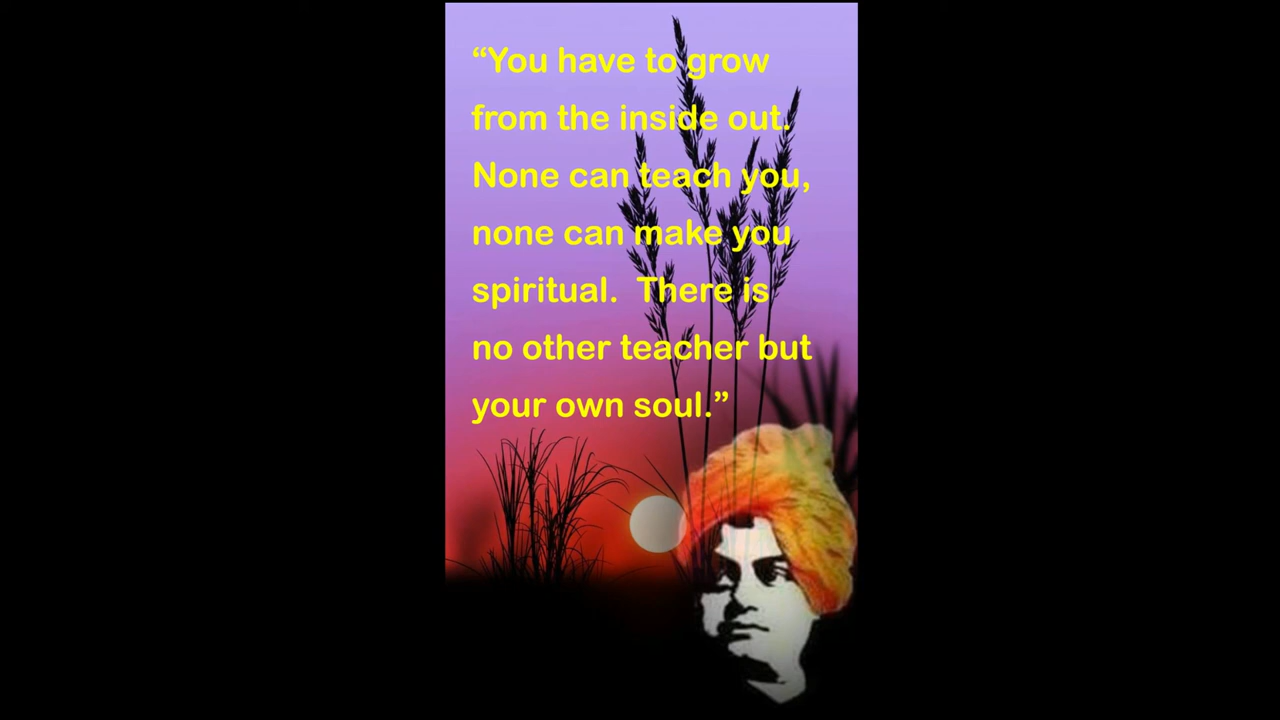 “You have to grow
from the inside out.
None can teach you,
none can make you
spiritual.  There is
no other teacher but
your own soul.”